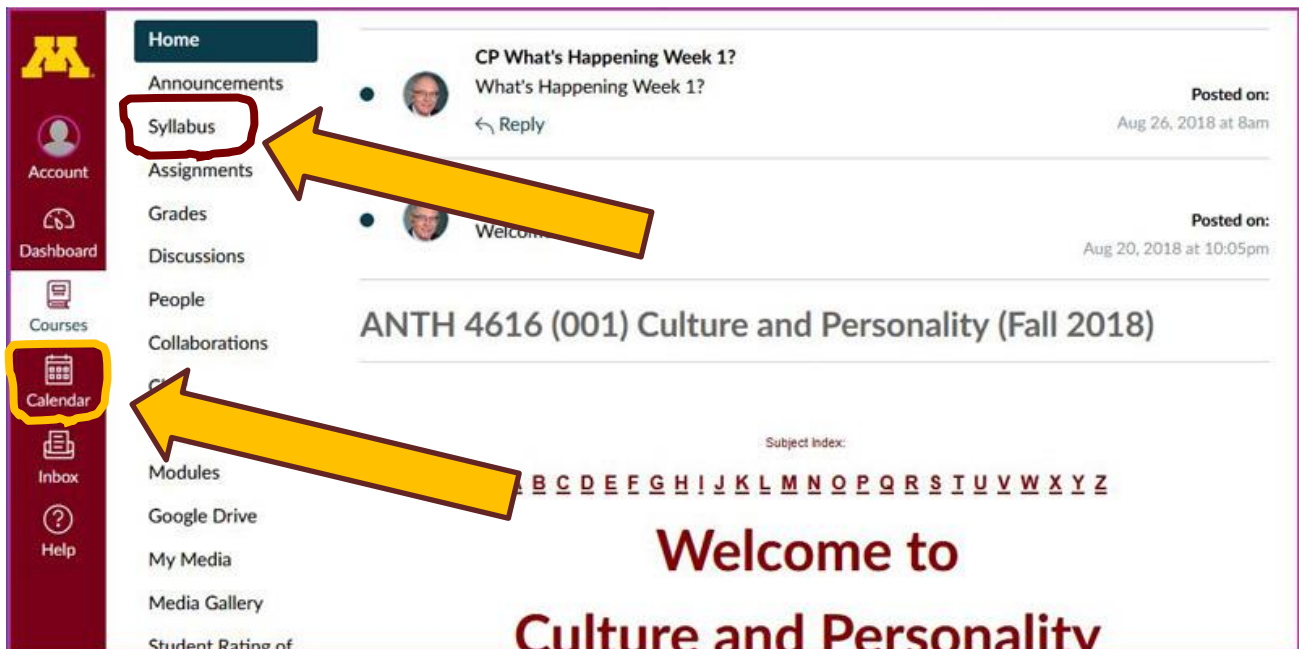 Account
Dashboard
Courses
Calendar
Inbox
Help
Home
Announcements
Syllabus
Assignments
Grades
Discussions
People
Collaborations
Modules
Google Drive
My Media
Media Gallery
Student Rating of
CP What's Happening Week 1?
What's Happening Week 1?
Reply
Posted on:
Aug 26, 2018 at 8am
Posted on:
Aug 20, 2018 at 10:05pm
ANTH 4616 (001) Culture and Personality (Fall 2018)
Subject Index:
B C D E F G H I J K L M N O P Q R S T U V W X Y Z
Welcome to
Culture and Personality